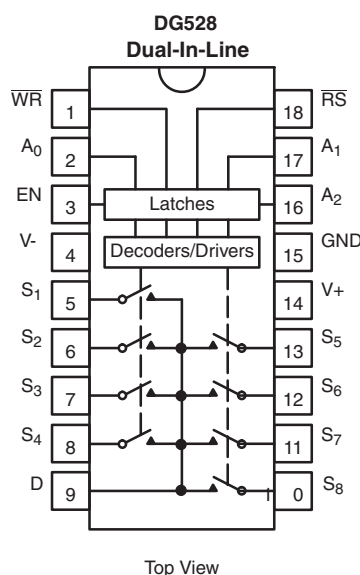 DG528
Dual-In-Line
WR 1 18 RS
A0 2 17 A1
EN 3 Latches 16 A2
V- 4 Decoders/Drivers 15 GND
S1 5 14 V+
S2 6 13 S5
S3 7 12 S6
S4 8 11 S7
D 9 10 S8
Top View